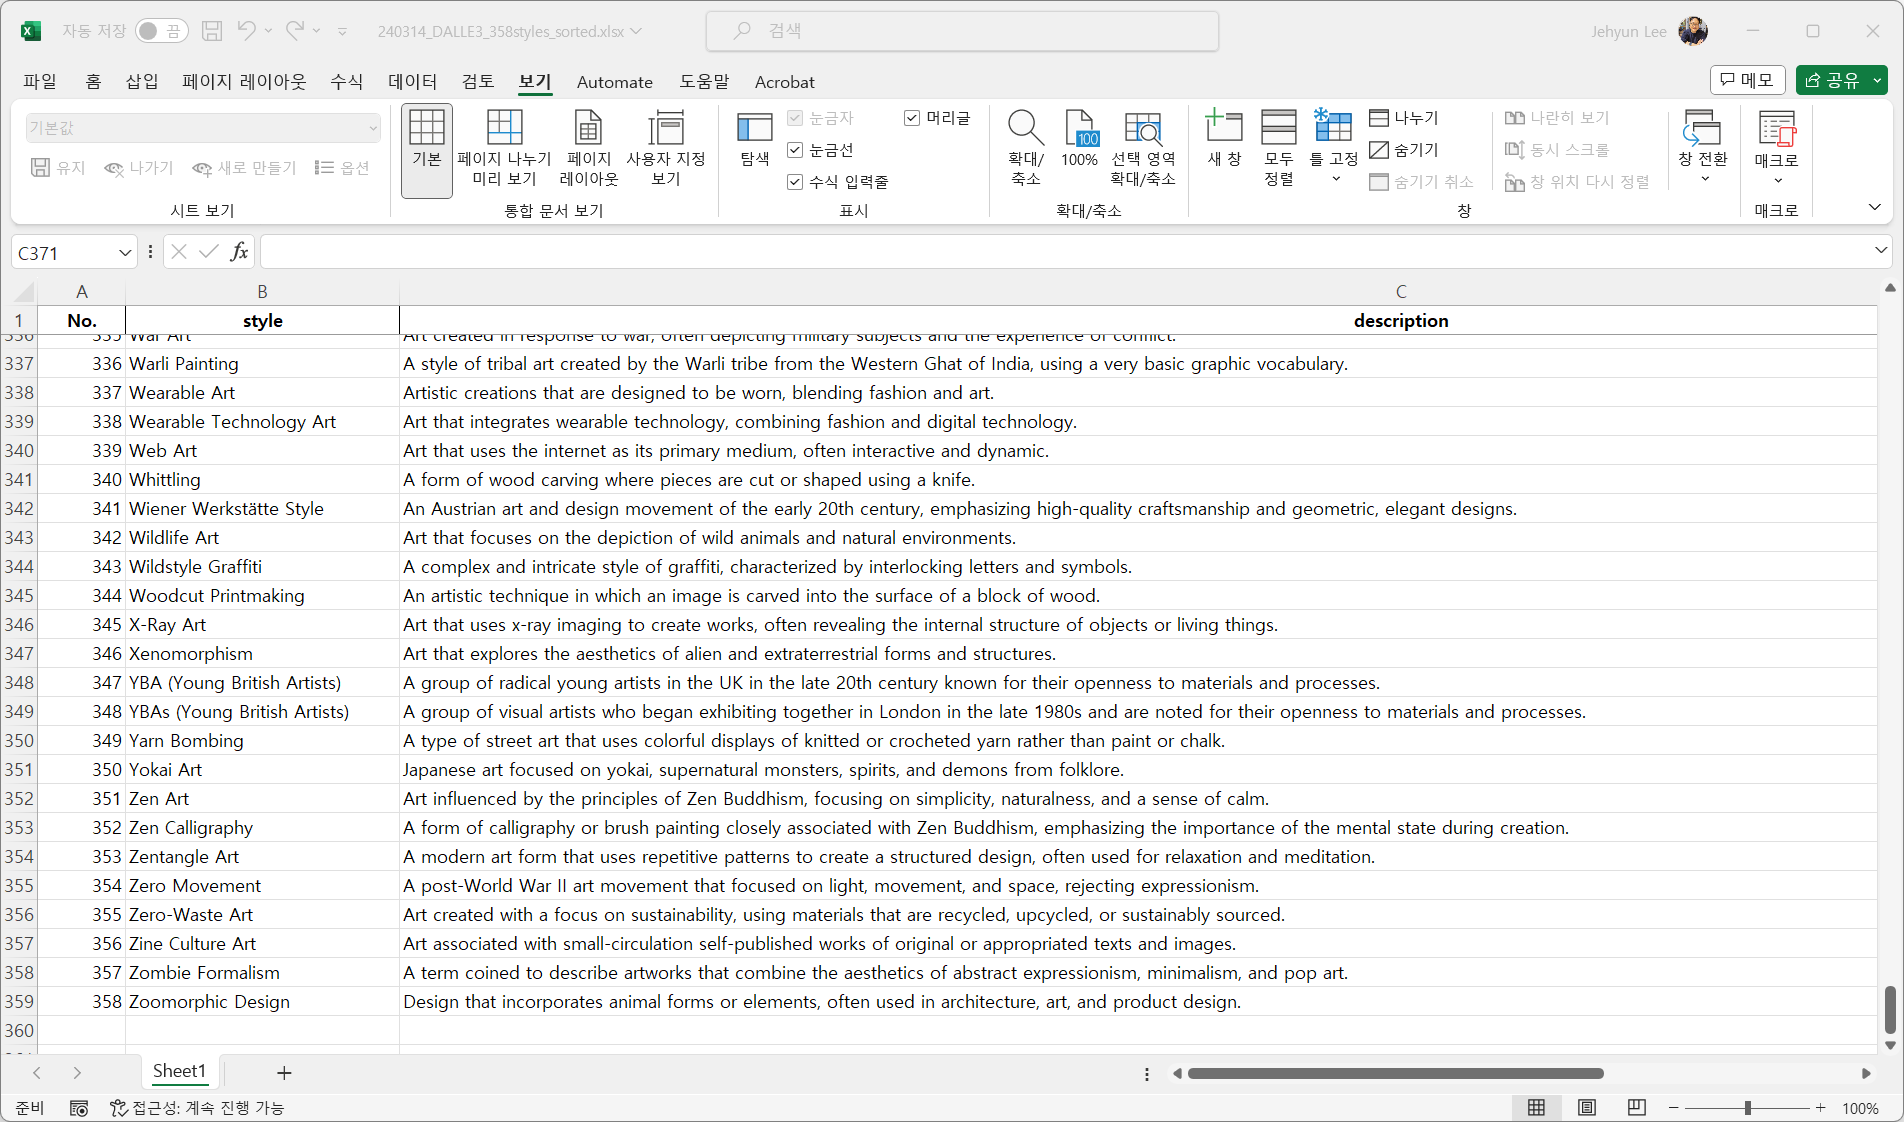 자동 저장 끔 240314_DALLE3_358styles_sorted.xlsx 검색 Jehyun Lee
파일 홈 삽입 페이지 레이아웃 수식 데이터 검토 보기 Automate 도움말 Acrobat 메모 공유
기본값
유지 나가기 새로 만들기 옵션
시트 보기
기본
페이지 나누기
미리 보기
페이지
레이아웃
사용자 지정
보기
통합 문서 보기
탐색
눈금자 머리글
눈금선
수식 입력줄
표시
확대/
축소
100
100%
선택 영역
확대/축소
확대/축소
새 창
모두
정렬
틀 고정
나누기
숨기기
숨기기 취소
나란히 보기
동시 스크롤
창 위치 다시 정렬
창 전환
창
매크로
매크로
C371 fx
A B C
1 No. style description
336 335 War Art Art created in response to war, often depicting military subjects and the experience of conflict.
337 336 Warli Painting A style of tribal art created by the Warli tribe from the Western Ghat of India, using a very basic graphic vocabulary.
338 337 Wearable Art Artistic creations that are designed to be worn, blending fashion and art.
339 338 Wearable Technology Art Art that integrates wearable technology, combining fashion and digital technology.
340 339 Web Art Art that uses the internet as its primary medium, often interactive and dynamic.
341 340 Whittling A form of wood carving where pieces are cut or shaped using a knife.
342 341 Wiener Werkstätte Style An Austrian art and design movement of the early 20th century, emphasizing high-quality craftsmanship and geometric, elegant designs.
343 342 Wildlife Art Art that focuses on the depiction of wild animals and natural environments.
344 343 Wildstyle Graffiti A complex and intricate style of graffiti, characterized by interlocking letters and symbols.
345 344 Woodcut Printmaking An artistic technique in which an image is carved into the surface of a block of wood.
346 345 X-Ray Art Art that uses x-ray imaging to create works, often revealing the internal structure of objects or living things.
347 346 Xenomorphism Art that explores the aesthetics of alien and extraterrestrial forms and structures.
348 347 YBA (Young British Artists) A group of radical young artists in the UK in the late 20th century known for their openness to materials and processes.
349 348 YBAs (Young British Artists) A group of visual artists who began exhibiting together in London in the late 1980s and are noted for their openness to materials and processes.
350 349 Yarn Bombing A type of street art that uses colorful displays of knitted or crocheted yarn rather than paint or chalk.
351 350 Yokai Art Japanese art focused on yokai, supernatural monsters, spirits, and demons from folklore.
352 351 Zen Art Art influenced by the principles of Zen Buddhism, focusing on simplicity, naturalness, and a sense of calm.
353 352 Zen Calligraphy A form of calligraphy or brush painting closely associated with Zen Buddhism, emphasizing the importance of the mental state during creation.
354 353 Zentangle Art A modern art form that uses repetitive patterns to create a structured design, often used for relaxation and meditation.
355 354 Zero Movement A post-World War II art movement that focused on light, movement, and space, rejecting expressionism.
356 355 Zero-Waste Art Art created with a focus on sustainability, using materials that are recycled, upcycled, or sustainably sourced.
357 356 Zine Culture Art Art associated with small-circulation self-published works of original or appropriated texts and images.
358 357 Zombie Formalism A term coined to describe artworks that combine the aesthetics of abstract expressionism, minimalism, and pop art.
359 358 Zoomorphic Design Design that incorporates animal forms or elements, often used in architecture, art, and product design.
360
Sheet1
준비 접근성: 계속 진행 가능 100%